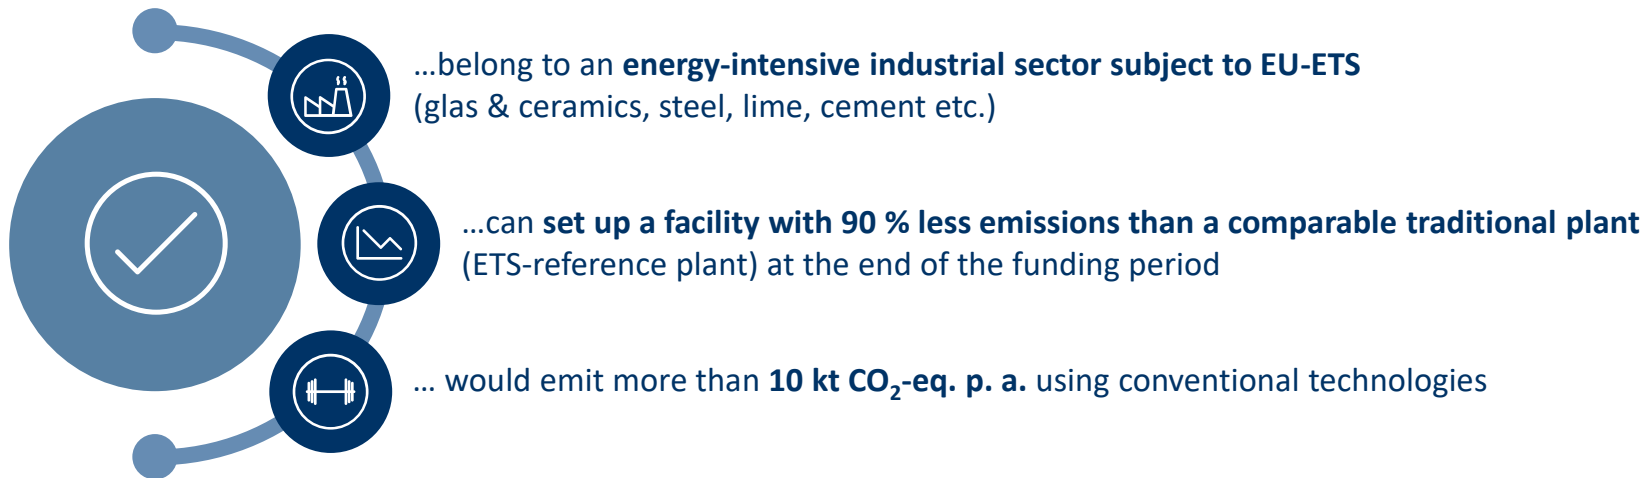 …belong to an energy-intensive industrial sector subject to EU-ETS
(glas & ceramics, steel, lime, cement etc.)
…can set up a facility with 90 % less emissions than a comparable traditional plant
(ETS-reference plant) at the end of the funding period
… would emit more than 10 kt CO₂-eq. p. a. using conventional technologies